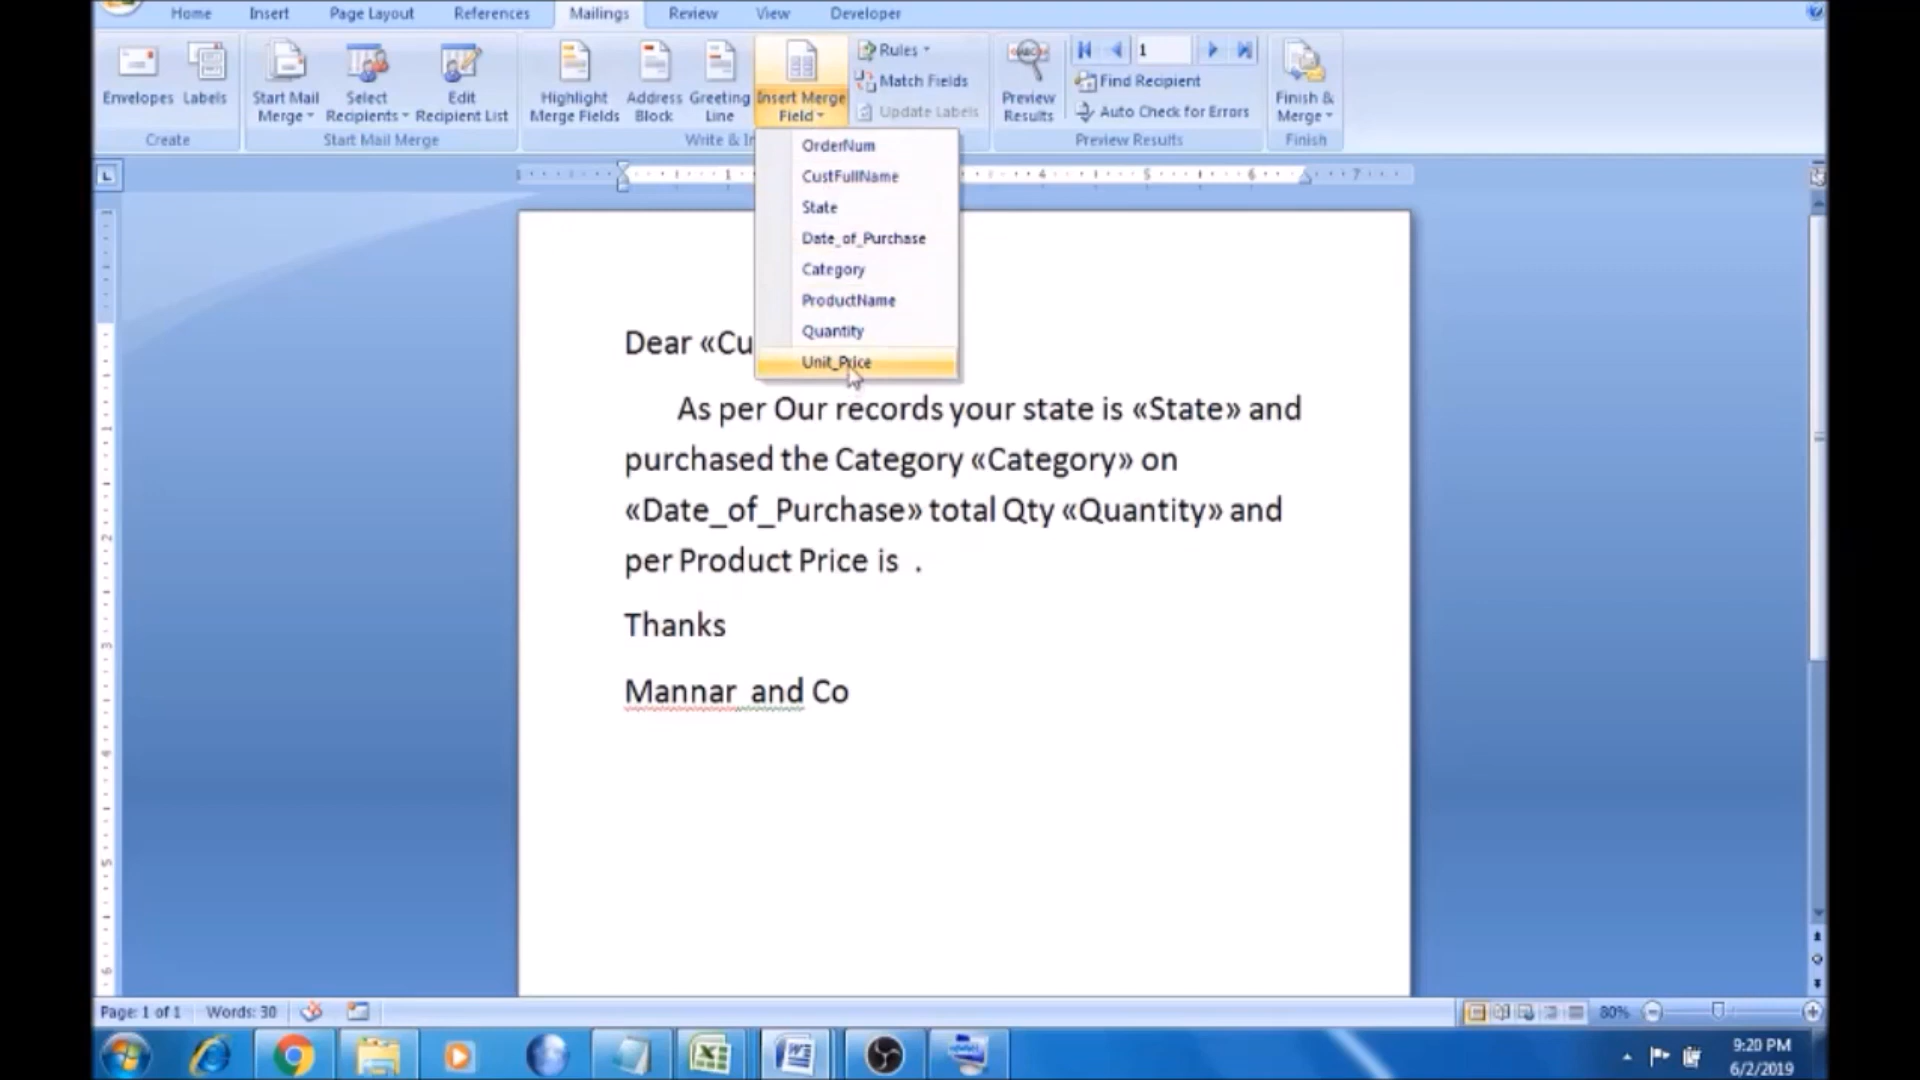 Home Insert Page Layout References Mailings Review View Developer
Envelopes Labels
Start Mail Merge
Select Recipients
Edit Recipient List
Highlight Merge Fields
Address Block
Greeting Line
Insert Merge Field
Rules
Match Fields
Update Labels
Preview Results
1
Find Recipient
Auto Check for Errors
Finish & Merge
Create
Start Mail Merge
Write & In
Preview Results
Finish
OrderNum
CustFullName
State
Date_of_Purchase
Category
ProductName
Quantity
Unit_Price
Dear «Cu
As per Our records your state is «State» and
purchased the Category «Category» on
«Date_of_Purchase» total Qty «Quantity» and
per Product Price is .
Thanks
Mannar and Co
Page: 1 of 1 Words: 30 80%
9:20 PM
6/2/2019